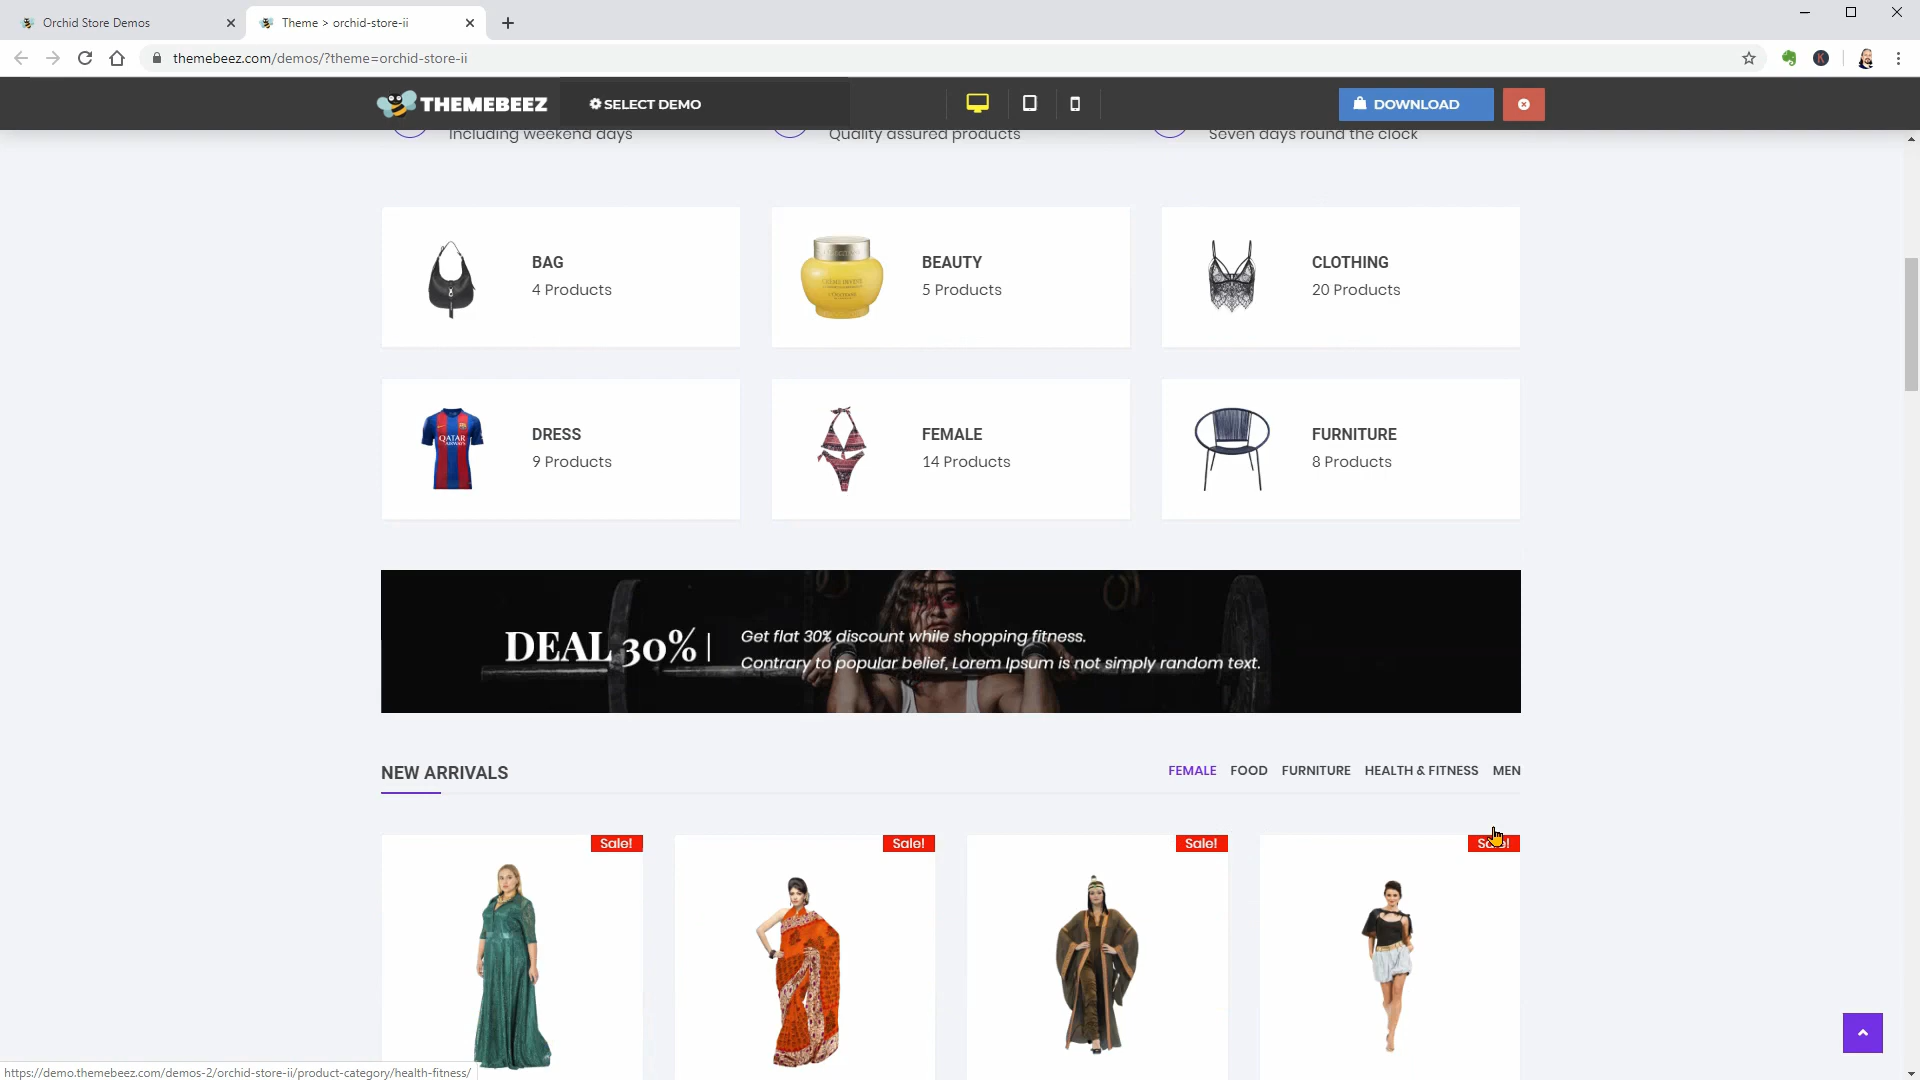 Orchid Store Demos
Theme > orchid-store-ii
themebeez.com/demos/?theme=orchid-store-ii
K
THEMEBEEZ
SELECT DEMO
DOWNLOAD
Including weekend days
Quality assured products
Seven days round the clock
BAG
4 Products
BEAUTY
5 Products
CLOTHING
20 Products
QATAR
AIRWAYS
DRESS
9 Products
FEMALE
14 Products
FURNITURE
8 Products
DEAL 30% |
Get flat 30% discount while shopping fitness.
Contrary to popular belief, Lorem Ipsum is not simply random text.
NEW ARRIVALS
FEMALE
FOOD
FURNITURE
HEALTH & FITNESS
MEN
Sale!
Sale!
Sale!
Sale!
https://demo.themebeez.com/demos-2/orchid-store-ii/product-category/health-fitness/